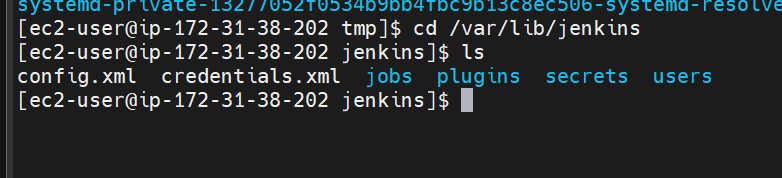 systemd-private-13277052f0534b9bb4fbc9b13c8ec506-systemd-resolve
[ec2-user@ip-172-31-38-202 tmp]$ cd /var/lib/jenkins
[ec2-user@ip-172-31-38-202 jenkins]$ ls
config.xml  credentials.xml  jobs  plugins  secrets  users
[ec2-user@ip-172-31-38-202 jenkins]$